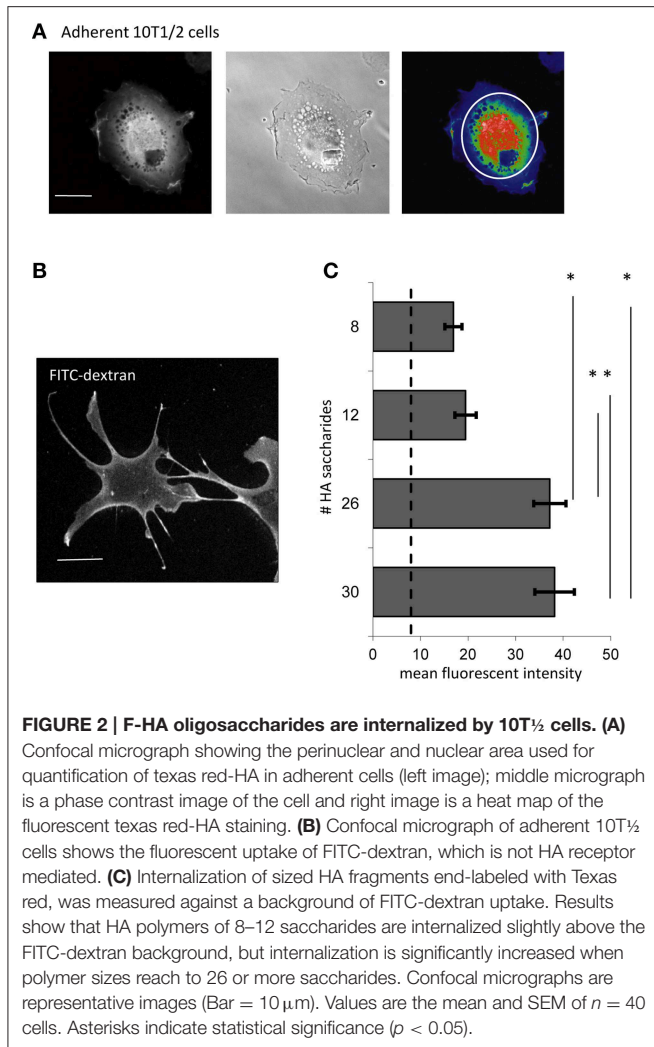 A Adherent 10T1/2 cells
B
FITC-dextran
C
* *
* *
# HA saccharides
8
12
26
30
0 10 20 30 40 50
mean fluorescent intensity
FIGURE 2 | F-HA oligosaccharides are internalized by 10T½ cells. (A)
Confocal micrograph showing the perinuclear and nuclear area used for
quantification of texas red-HA in adherent cells (left image); middle micrograph
is a phase contrast image of the cell and right image is a heat map of the
fluorescent texas red-HA staining. (B) Confocal micrograph of adherent 10T½
cells shows the fluorescent uptake of FITC-dextran, which is not HA receptor
mediated. (C) Internalization of sized HA fragments end-labeled with Texas
red, was measured against a background of FITC-dextran uptake. Results
show that HA polymers of 8–12 saccharides are internalized slightly above the
FITC-dextran background, but internalization is significantly increased when
polymer sizes reach to 26 or more saccharides. Confocal micrographs are
representative images (Bar = 10 μm). Values are the mean and SEM of n = 40
cells. Asterisks indicate statistical significance (p < 0.05).